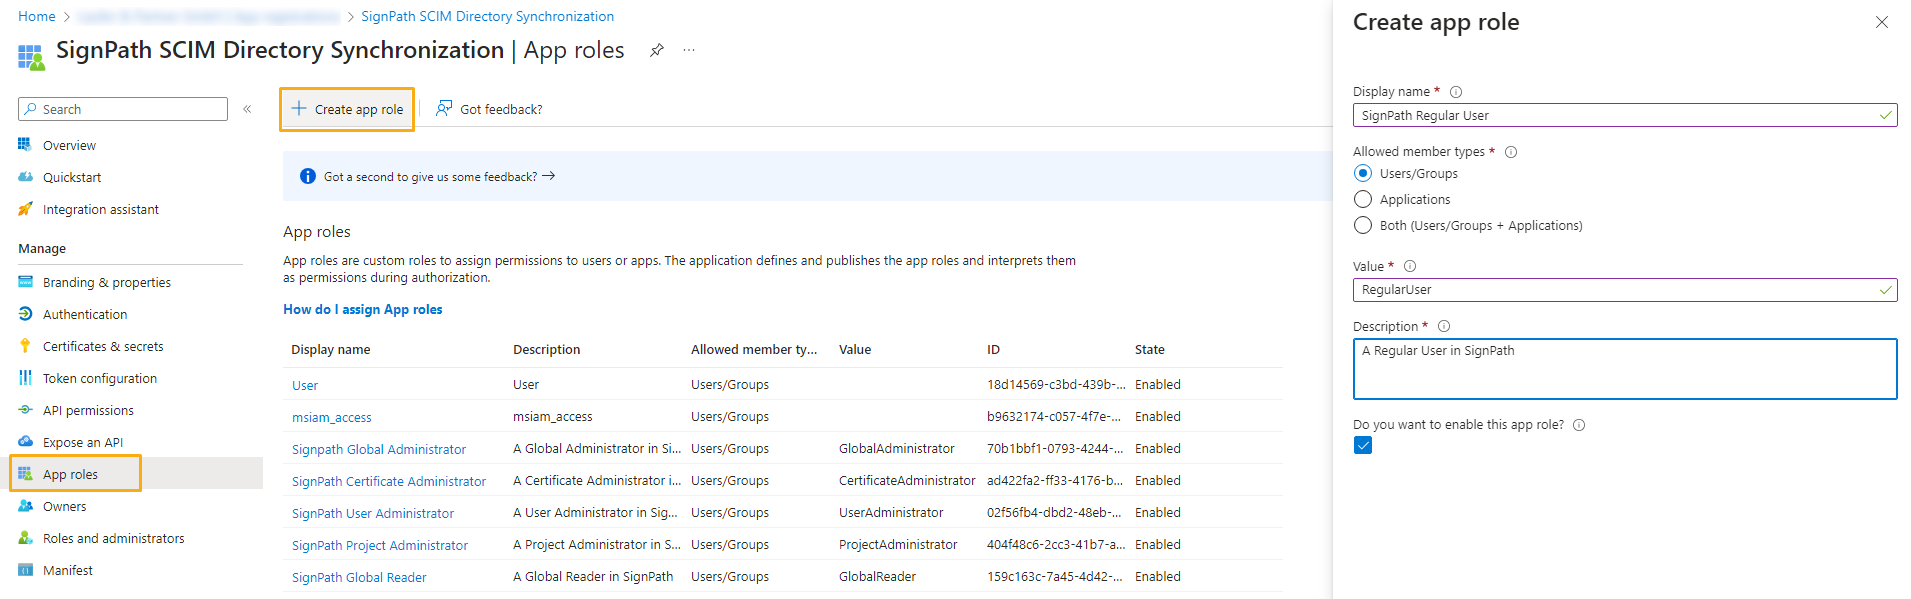 Home > SignPath SCIM Directory Synchronization
SignPath SCIM Directory Synchronization | App roles
Search
Overview
Quickstart
Integration assistant
Manage
Branding & properties
Authentication
Certificates & secrets
Token configuration
API permissions
Expose an API
App roles
Owners
Roles and administrators
Manifest
Create app role
Got feedback?
Got a second to give us some feedback?
App roles
App roles are custom roles to assign permissions to users or apps. The application defines and publishes the app roles and interprets them
as permissions during authorization.
How do I assign App roles
Display name Description Allowed member ty... Value ID State
User User Users/Groups 18d14569-c3bd-439b-... Enabled
msiam_access msiam_access Users/Groups b9632174-c057-4f7e-... Enabled
Signpath Global Administrator A Global Administrator in Si... Users/Groups GlobalAdministrator 70b1bbf1-0793-4244-... Enabled
SignPath Certificate Administrator A Certificate Administrator i... Users/Groups CertificateAdministrator ad422fa2-ff33-4176-b... Enabled
SignPath User Administrator A User Administrator in Sig... Users/Groups UserAdministrator 02f56fb4-dbd2-48eb-... Enabled
SignPath Project Administrator A Project Administrator in S... Users/Groups ProjectAdministrator 404f48c6-2cc3-41b7-a... Enabled
SignPath Global Reader A Global Reader in SignPath Users/Groups GlobalReader 159c163c-7a45-4d42-... Enabled
Create app role
Display name *
SignPath Regular User
Allowed member types *
Users/Groups
Applications
Both (Users/Groups + Applications)
Value *
RegularUser
Description *
A Regular User in SignPath
Do you want to enable this app role?